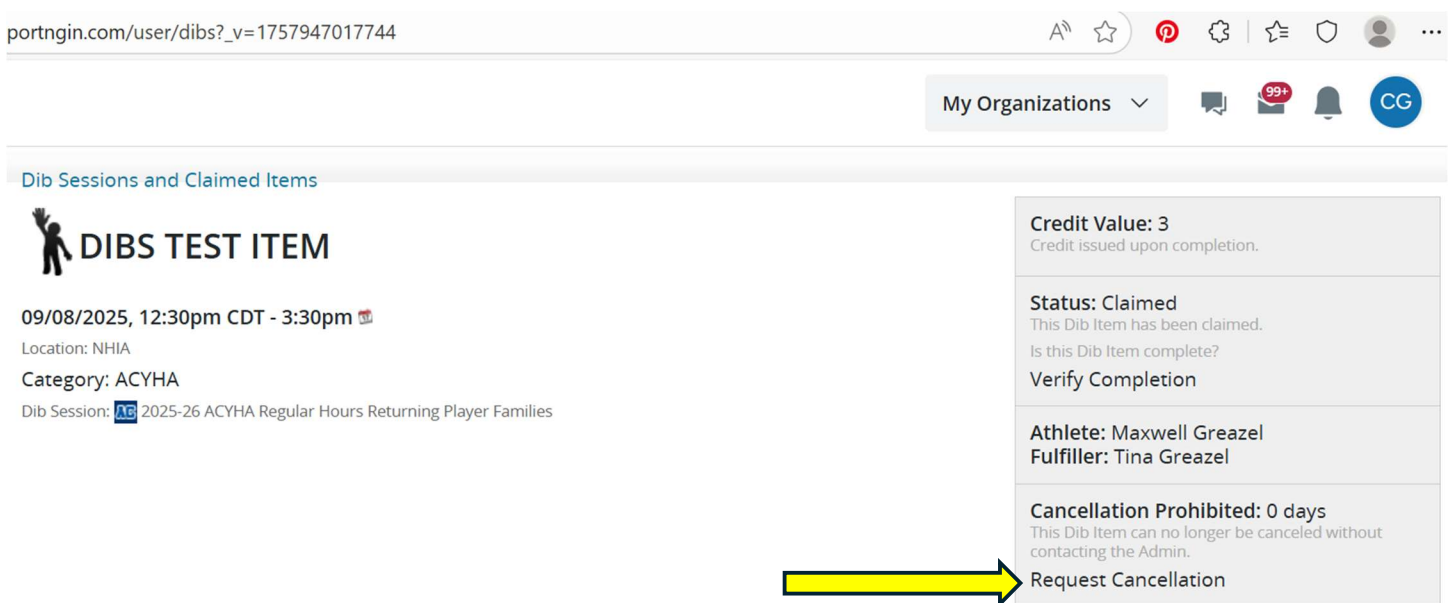 portngin.com/user/dibs?_v=1757947017744
My Organizations
99+
CG
Dib Sessions and Claimed Items
DIBS TEST ITEM
09/08/2025, 12:30pm CDT - 3:30pm
Location: NHIA
Category: ACYHA
Dib Session: 2025-26 ACYHA Regular Hours Returning Player Families
Credit Value: 3
Credit issued upon completion.
Status: Claimed
This Dib Item has been claimed.
Is this Dib Item complete?
Verify Completion
Athlete: Maxwell Greazel
Fulfiller: Tina Greazel
Cancellation Prohibited: 0 days
This Dib Item can no longer be canceled without
contacting the Admin.
Request Cancellation